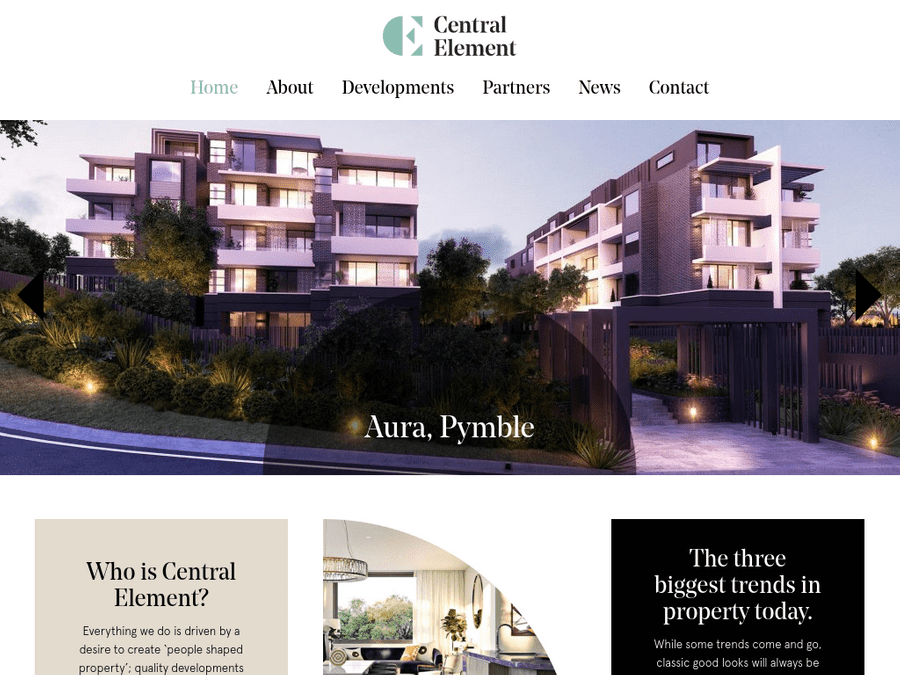 Central
Element
Home About Developments Partners News Contact
Aura, Pymble
Who is Central
Element?
Everything we do is driven by a
desire to create ‘people shaped
property’; quality developments
The three
biggest trends in
property today.
While some trends come and go,
classic good looks will always be